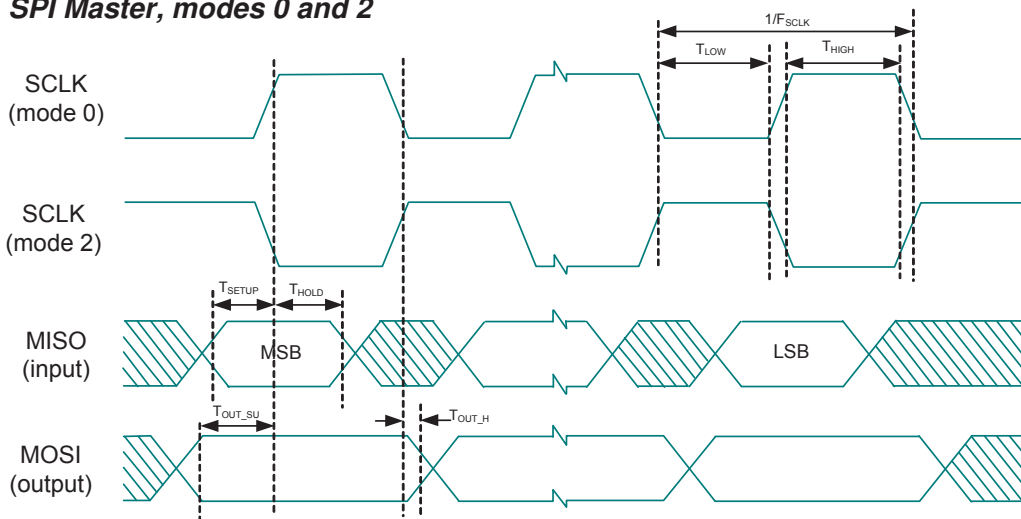 SPI Master, modes 0 and 2
1/FSCLK
TLOW
THIGH
SCLK
(mode 0)
SCLK
(mode 2)
TSETUP
THOLD
MISO
(input)
MSB
LSB
TOUT_SU
TOUT_H
MOSI
(output)